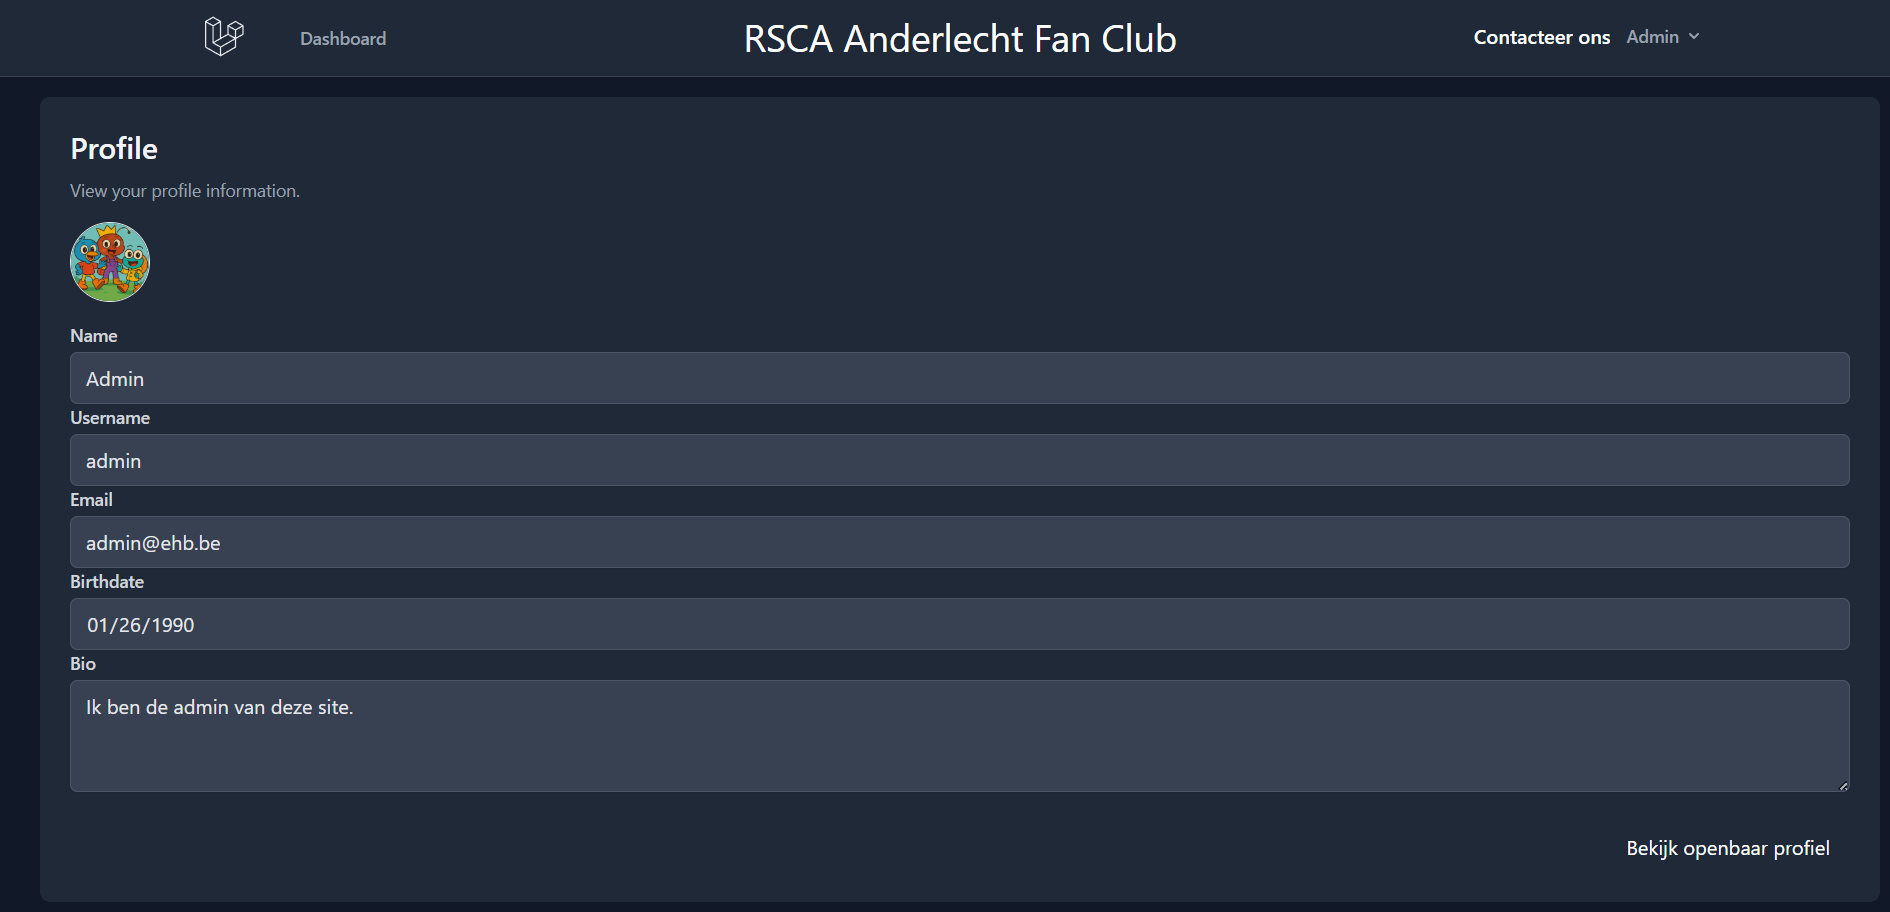 Dashboard
RSCA Anderlecht Fan Club
Contacteer ons
Admin
Profile
View your profile information.
Name
Admin
Username
admin
Email
admin@ehb.be
Birthdate
01/26/1990
Bio
Ik ben de admin van deze site.
Bekijk openbaar profiel